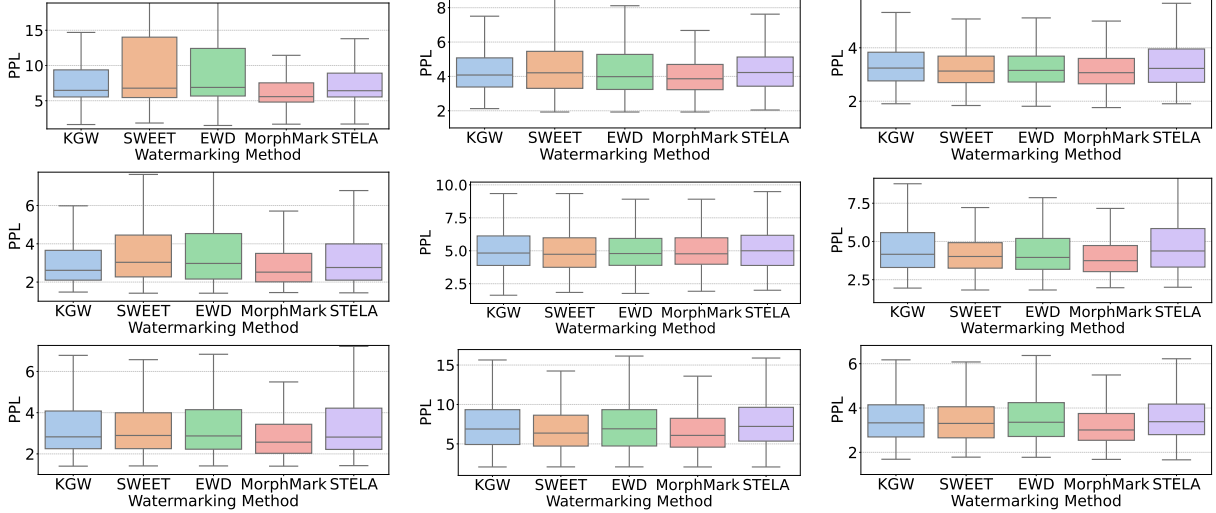 PPL
15
10
5
KGW SWEET EWD MorphMark STELA
Watermarking Method
PPL
8
6
4
2
KGW SWEET EWD MorphMark STELA
Watermarking Method
PPL
4
2
KGW SWEET EWD MorphMark STELA
Watermarking Method
PPL
6
4
2
KGW SWEET EWD MorphMark STELA
Watermarking Method
PPL
10.0
7.5
5.0
2.5
KGW SWEET EWD MorphMark STELA
Watermarking Method
PPL
7.5
5.0
2.5
KGW SWEET EWD MorphMark STELA
Watermarking Method
PPL
6
4
2
KGW SWEET EWD MorphMark STELA
Watermarking Method
PPL
15
10
5
KGW SWEET EWD MorphMark STELA
Watermarking Method
PPL
6
4
2
KGW SWEET EWD MorphMark STELA
Watermarking Method